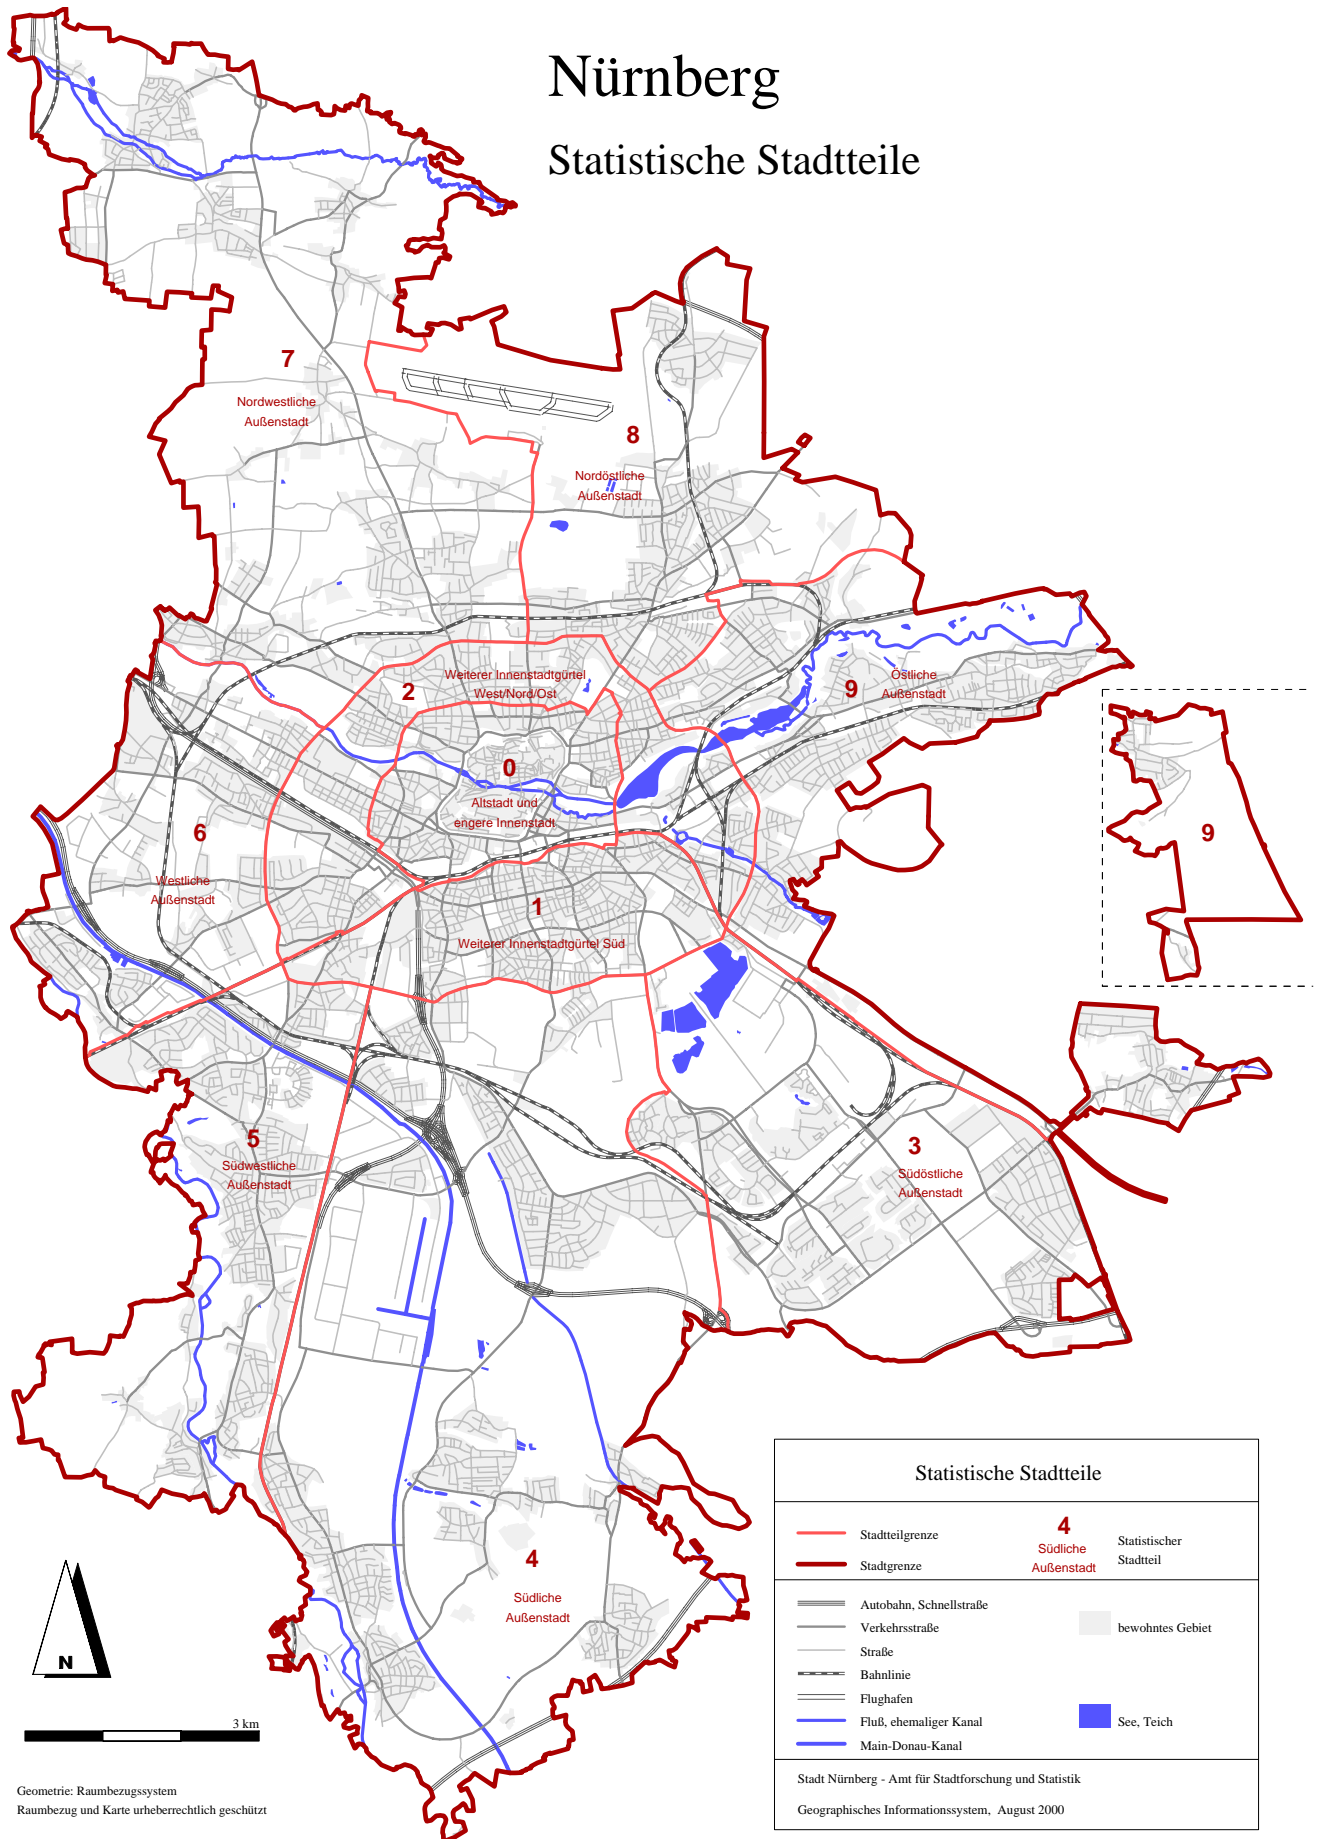 Nürnberg
Statistische Stadtteile
7
Nordwestliche
Außenstadt
8
Nordöstliche
Außenstadt
2
Weiterer Innenstadtgürtel
West/Nord/Ost
9
Östliche
Außenstadt
0
Altstadt und
engere Innenstadt
6
Westliche
Außenstadt
9
1
Weiterer Innenstadtgürtel Süd
5
Südwestliche
Außenstadt
3
Südöstliche
Außenstadt
4
Südliche
Außenstadt
N
3 km
Geometrie: Raumbezugssystem
Raumbezug und Karte urheberrechtlich geschützt
Statistische Stadtteile
Stadtteilgrenze
Stadtgrenze
4
Südliche
Außenstadt
Statistischer
Stadtteil
Autobahn, Schnellstraße
Verkehrsstraße
Straße
Bahnlinie
Flughafen
Fluß, ehemaliger Kanal
Main-Donau-Kanal
bewohntes Gebiet
See, Teich
Stadt Nürnberg - Amt für Stadtforschung und Statistik
Geographisches Informationssystem, August 2000